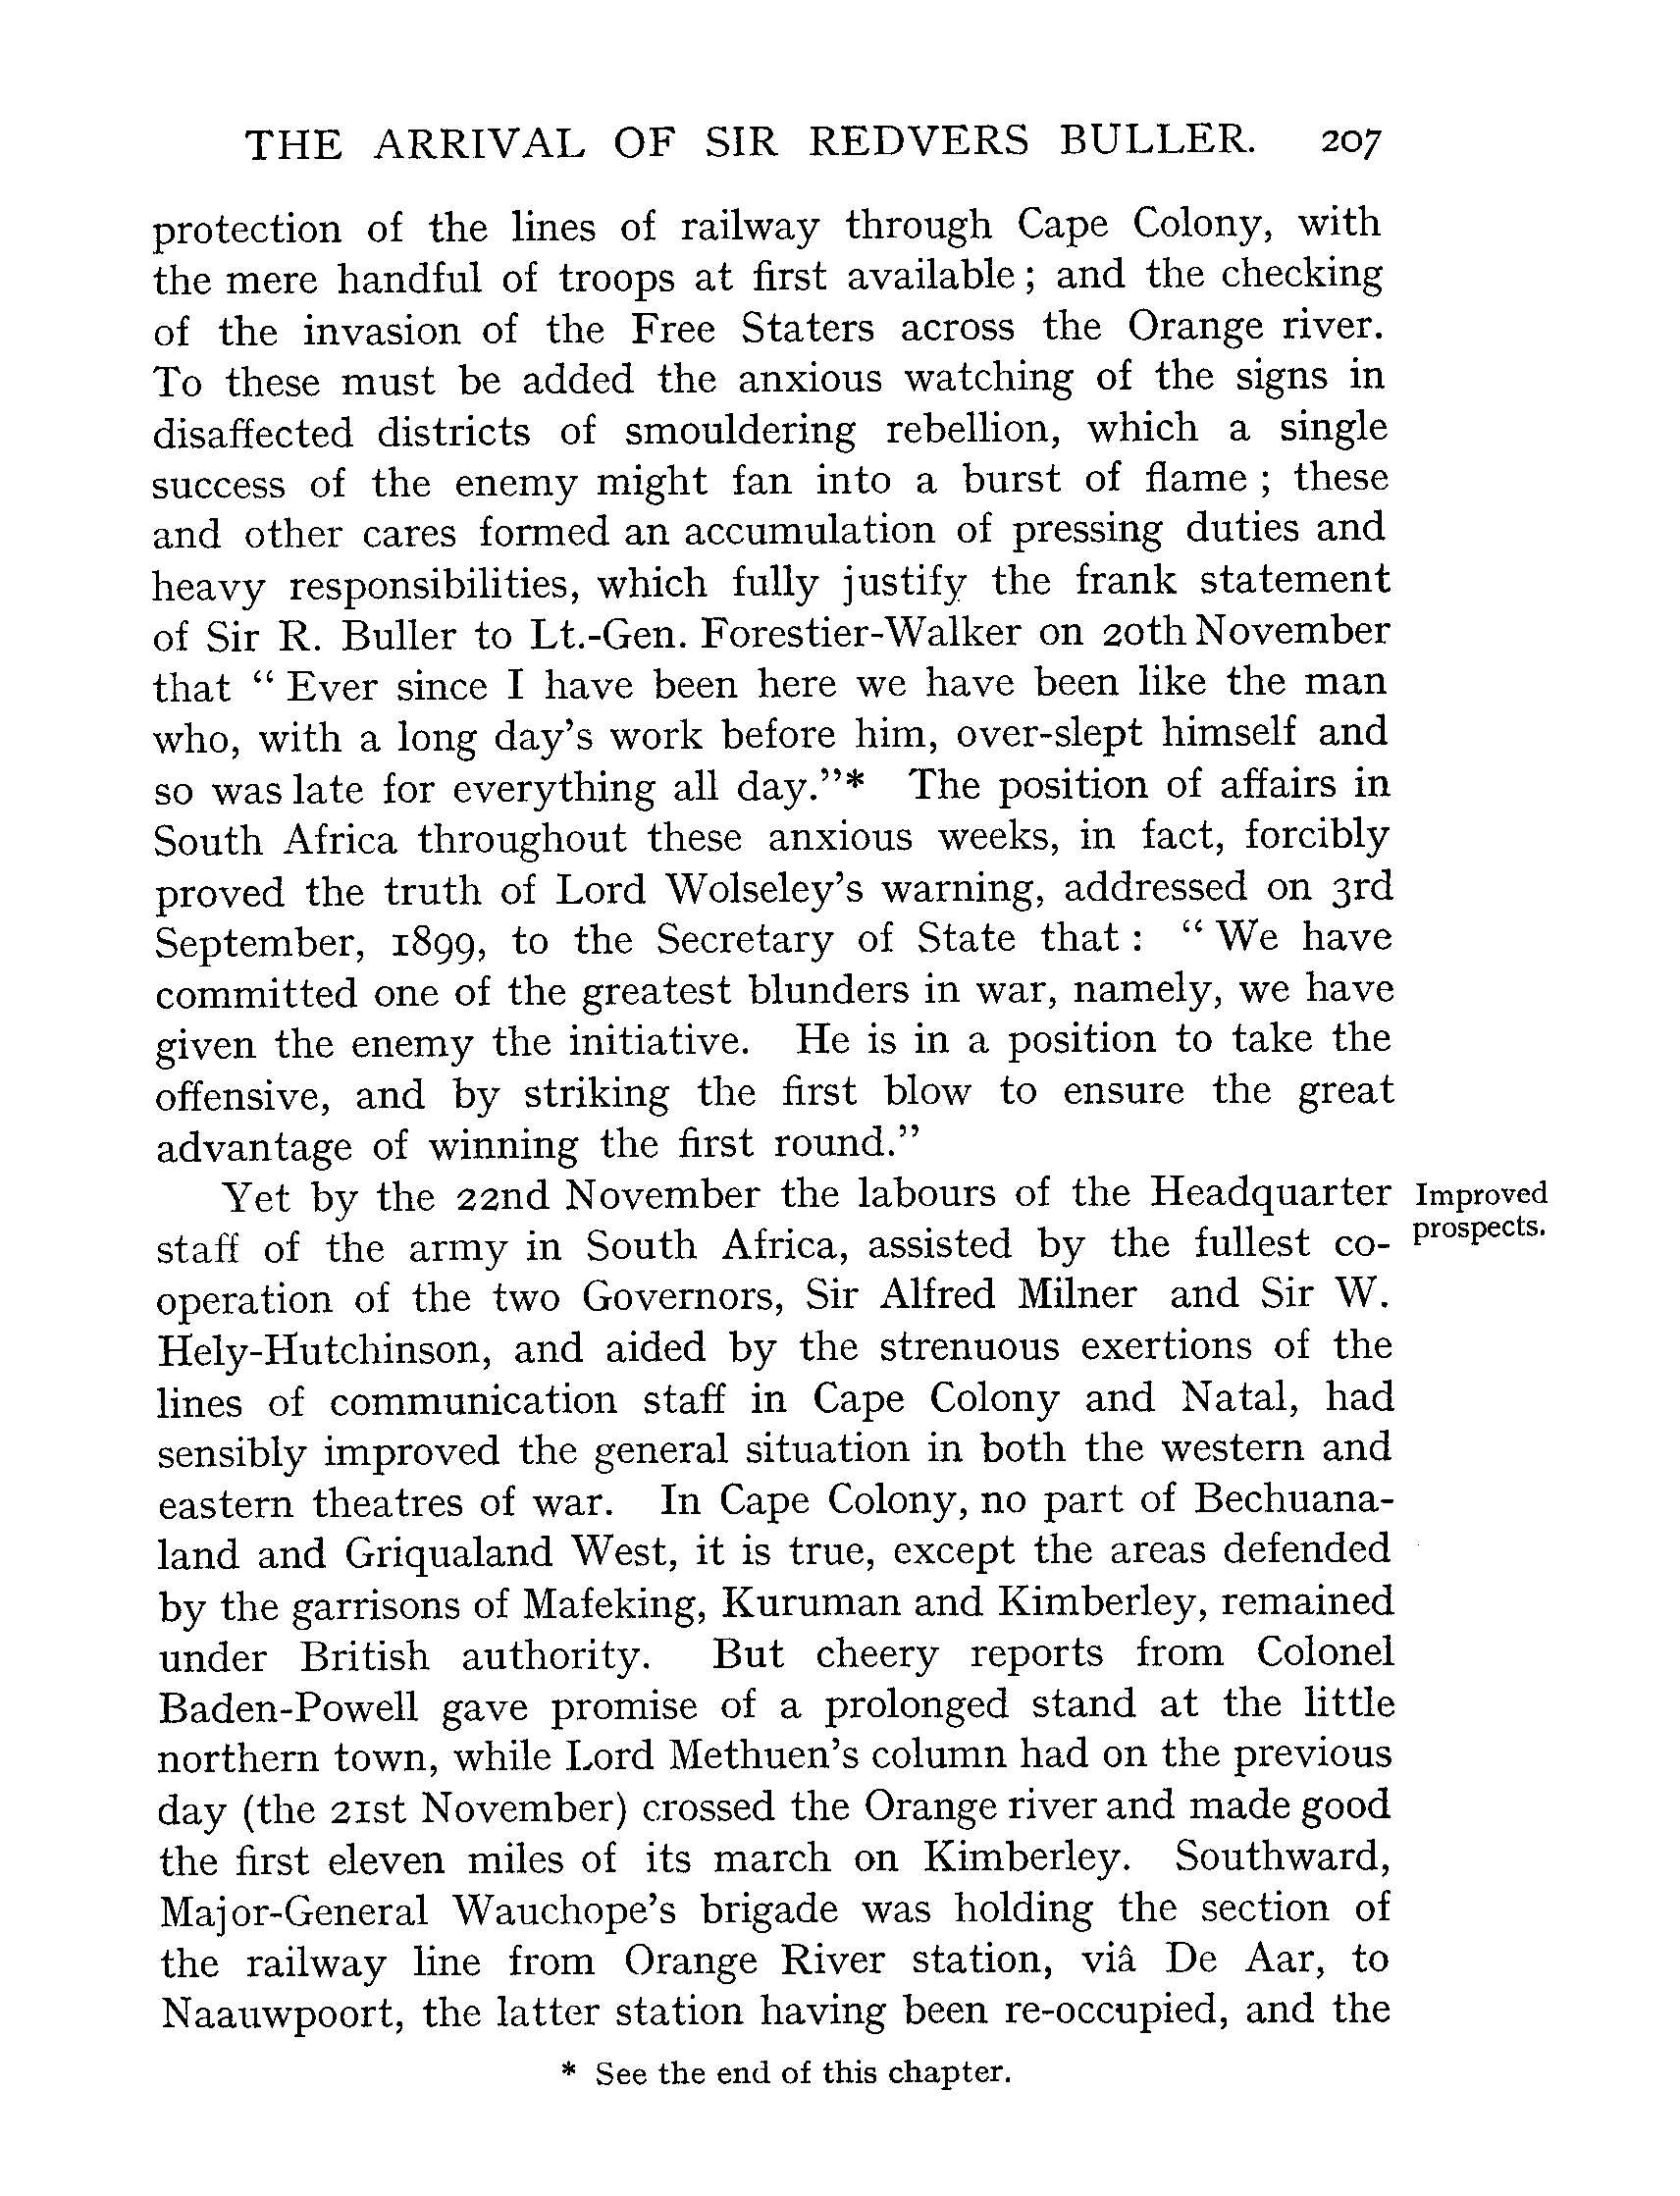 THE ARRIVAL OF SIR REDVERS BULLER. 207
protection of the lines of railway through Cape Colony, with
the mere handful of troops at first available ; and the checking
of the invasion of the Free Staters across the Orange river.
To these must be added the anxious watching of the signs in
disaffected districts of smouldering rebellion, which a single
success of the enemy might fan into a burst of flame ; these
and other cares formed an accumulation of pressing duties and
heavy responsibilities, which fully justify the frank statement
of Sir R. Buller to Lt.-Gen. Forestier-Walker on 20th November
that “ Ever since I have been here we have been like the man
who, with a long day’s work before him, over-slept himself and
so was late for everything all day.”* The position of affairs in
South Africa throughout these anxious weeks, in fact, forcibly
proved the truth of Lord Wolseley’s warning, addressed on 3rd
September, 1899, to the Secretary of State that : “ We have
committed one of the greatest blunders in war, namely, we have
given the enemy the initiative. He is in a position to take the
offensive, and by striking the first blow to ensure the great
advantage of winning the first round.”
Yet by the 22nd November the labours of the Headquarter
Improved
prospects.
staff of the army in South Africa, assisted by the fullest co-
operation of the two Governors, Sir Alfred Milner and Sir W.
Hely-Hutchinson, and aided by the strenuous exertions of the
lines of communication staff in Cape Colony and Natal, had
sensibly improved the general situation in both the western and
eastern theatres of war. In Cape Colony, no part of Bechuana-
land and Griqualand West, it is true, except the areas defended
by the garrisons of Mafeking, Kuruman and Kimberley, remained
under British authority. But cheery reports from Colonel
Baden-Powell gave promise of a prolonged stand at the little
northern town, while Lord Methuen’s column had on the previous
day (the 21st November) crossed the Orange river and made good
the first eleven miles of its march on Kimberley. Southward,
Major-General Wauchope’s brigade was holding the section of
the railway line from Orange River station, viâ De Aar, to
Naauwpoort, the latter station having been re-occupied, and the
* See the end of this chapter.